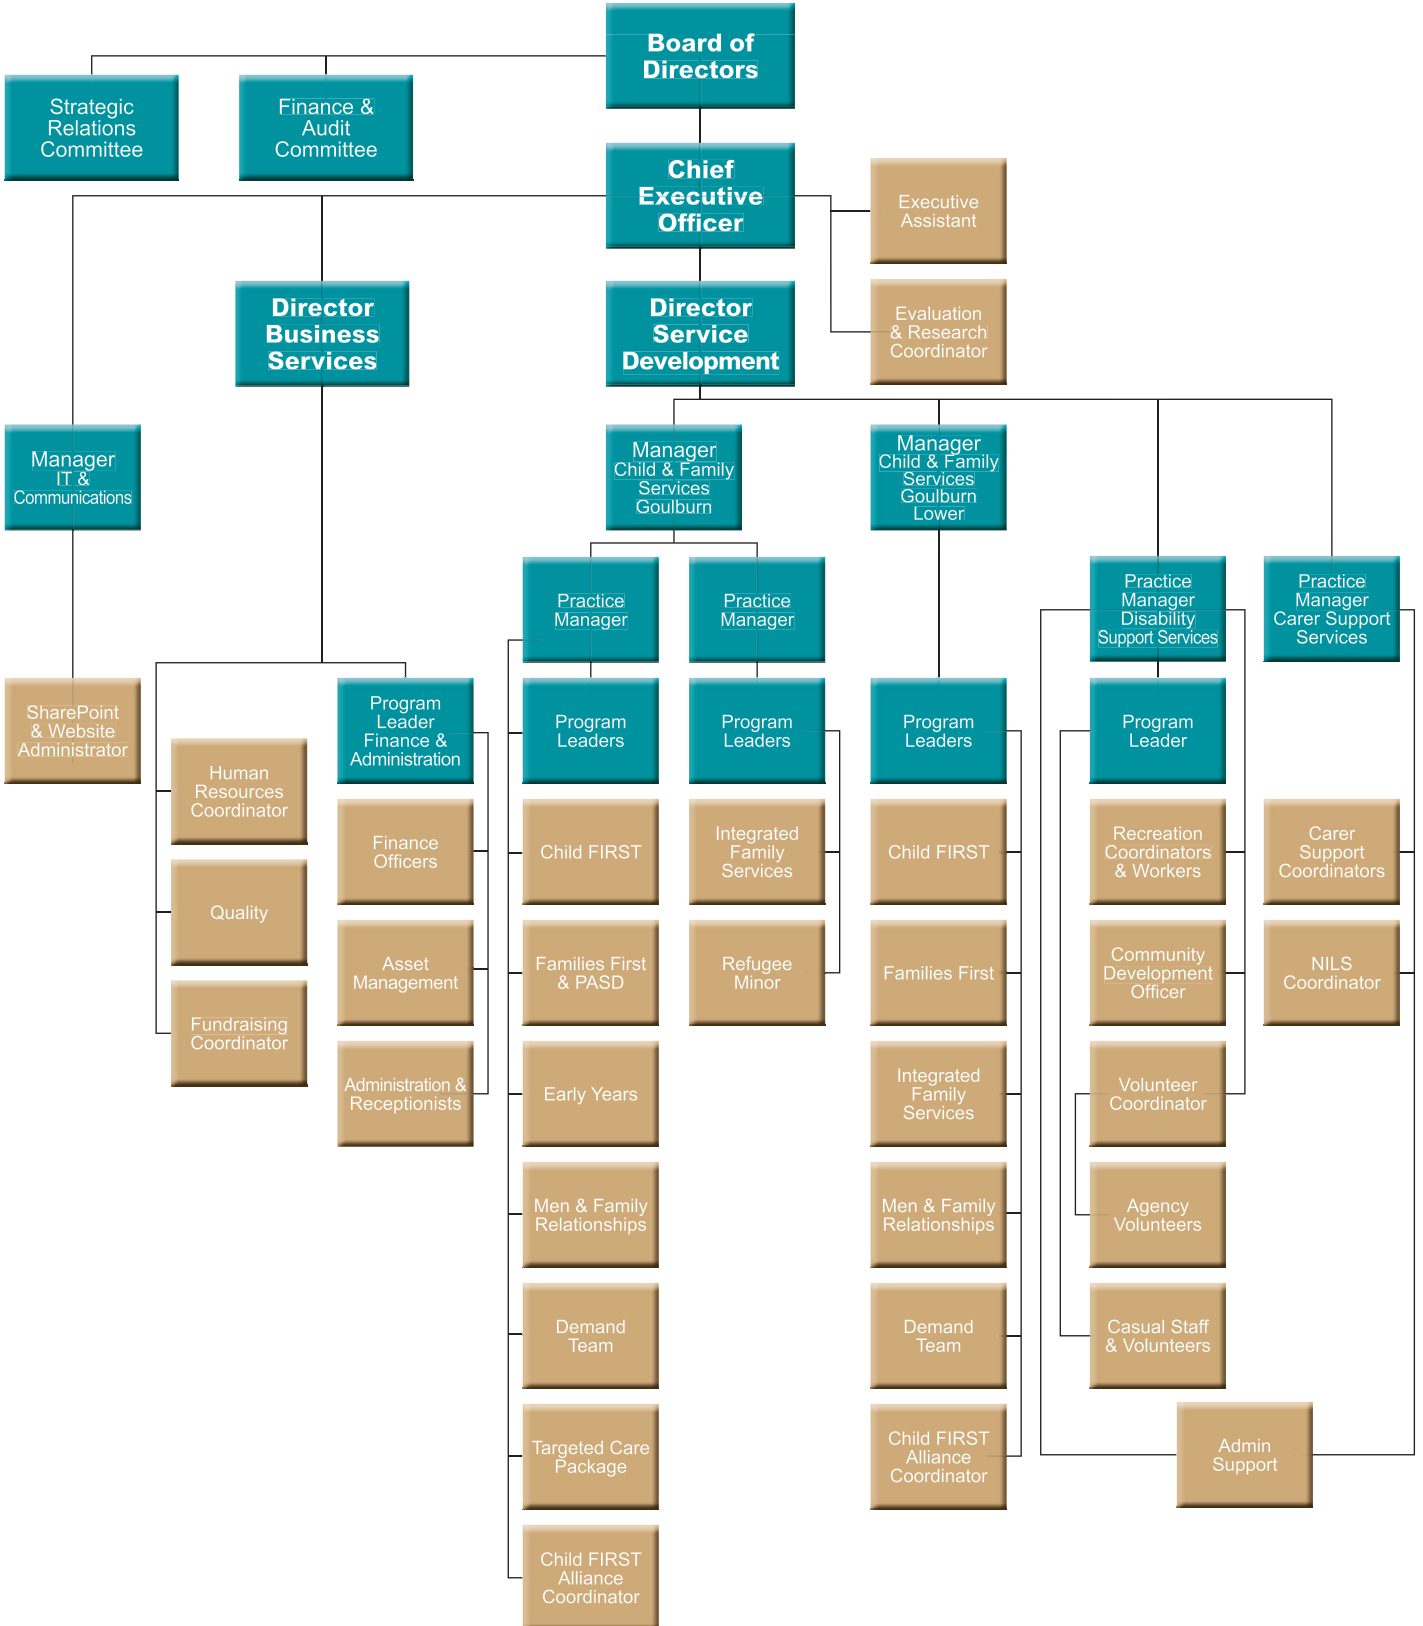 Board of
Directors
Strategic
Relations
Committee
Finance &
Audit
Committee
Chief
Executive
Officer
Executive
Assistant
Evaluation
& Research
Coordinator
Director
Business
Services
Director
Service
Development
Manager
IT &
Communications
Manager
Child & Family
Services
Goulburn
Manager
Child & Family
Services
Goulburn
Lower
Practice
Manager
Practice
Manager
Practice
Manager
Disability
Support Services
Practice
Manager
Carer Support
Services
SharePoint
& Website
Administrator
Program
Leader
Finance &
Administration
Program
Leaders
Program
Leaders
Program
Leaders
Program
Leader
Human
Resources
Coordinator
Finance
Officers
Child FIRST
Integrated
Family
Services
Child FIRST
Recreation
Coordinators
& Workers
Carer
Support
Coordinators
Quality
Asset
Management
Families First
& PASD
Refugee
Minor
Families First
Community
Development
Officer
NILS
Coordinator
Fundraising
Coordinator
Administration &
Receptionists
Early Years
Integrated
Family
Services
Volunteer
Coordinator
Men & Family
Relationships
Men & Family
Relationships
Agency
Volunteers
Demand
Team
Demand
Team
Casual Staff
& Volunteers
Targeted Care
Package
Child FIRST
Alliance
Coordinator
Admin
Support
Child FIRST
Alliance
Coordinator